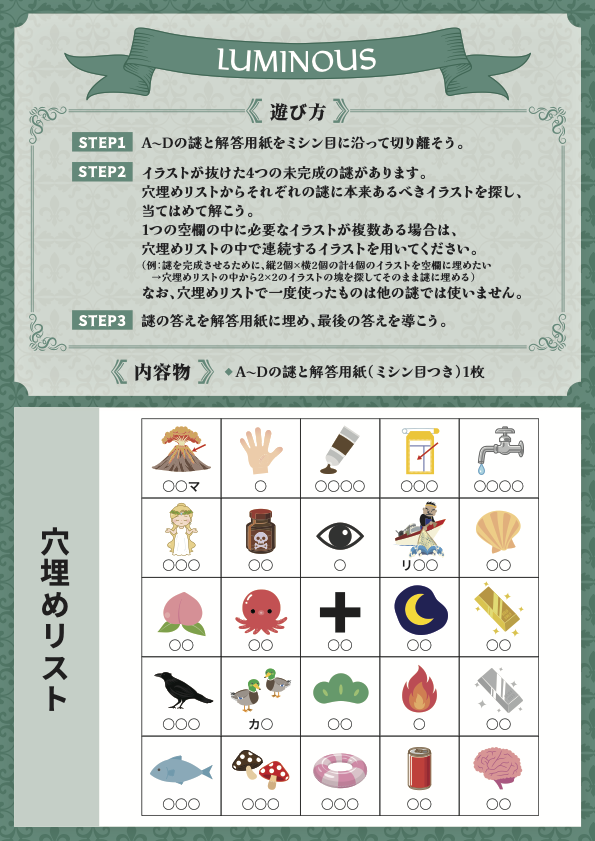 LUMINOUS
《 遊び方 》
STEP1 A~Dの謎と解答用紙をミシン目に沿って切り離そう。
STEP2 イラストが抜けた4つの未完成の謎があります。
穴埋めリストからそれぞれの謎に本来あるべきイラストを探し、
当てはめて解こう。
1つの空欄の中に必要なイラストが複数ある場合は、
穴埋めリストの中で連続するイラストを用いてください。
(例:謎を完成させるために、縦2個×横2個の計4個のイラストを空欄に埋めたい
→穴埋めリストの中から2×2のイラストの塊を探してそのまま謎に埋める)
なお、穴埋めリストで一度使ったものは他の謎では使いません。
STEP3 謎の答えを解答用紙に埋め、最後の答えを導こう。
《 内容物 》 ◆A~Dの謎と解答用紙(ミシン目つき)1枚
穴埋めリスト
○○マ ○ ○○○○ ○○○ ○○○○
○○○ ○○ ○ リ○○ ○○
○○ ○○ ○○ ○○ ○○
○○○ カ○ ○○ ○ ○○
○○○ ○○○ ○○○ ○○ ○○